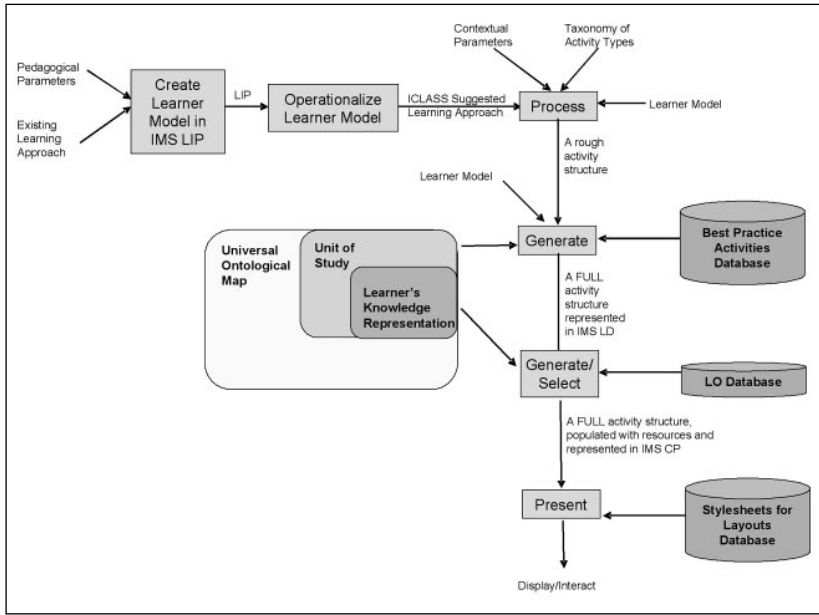 Contextual
Parameters
Taxonomy of
Activity Types
Pedagogical
Parameters
Existing
Learning
Approach
Create
Learner
Model in
IMS LIP
LIP
Operationalize
Learner Model
ICLASS Suggested
Learning Approach
Process
Learner Model
A rough
activity
structure
Learner Model
Universal
Ontological
Map
Unit of
Study
Learner's
Knowledge
Representation
Generate
Best Practice
Activities
Database
A FULL
activity
structure
represented
in IMS LD
Generate/
Select
LO Database
A FULL activity structure,
populated with resources and
represented in IMS CP
Present
Stylesheets for
Layouts
Database
Display/Interact